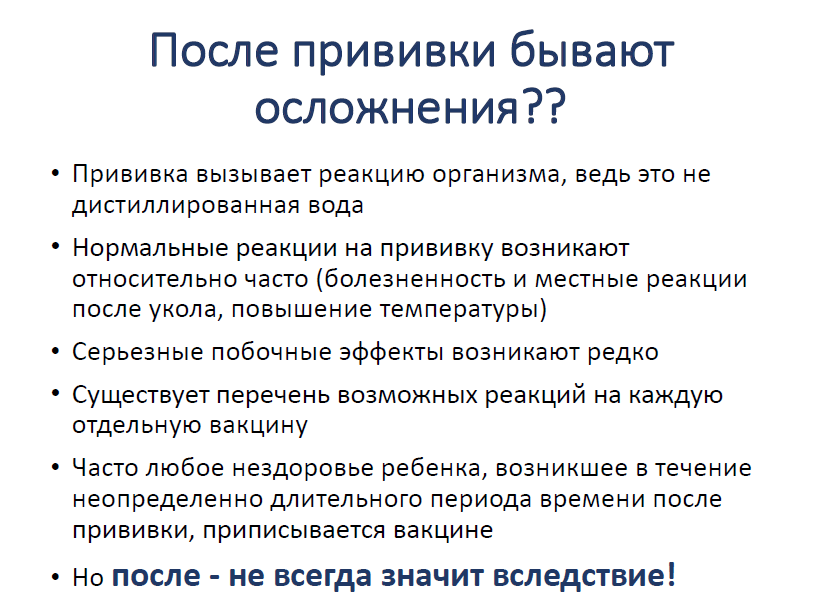 После прививки бывают
осложнения??
• Прививка вызывает реакцию организма, ведь это не
дистиллированная вода
• Нормальные реакции на прививку возникают
относительно часто (болезненность и местные реакции
после укола, повышение температуры)
• Серьезные побочные эффекты возникают редко
• Существует перечень возможных реакций на каждую
отдельную вакцину
• Часто любое нездоровье ребенка, возникшее в течение
неопределенно длительного периода времени после
прививки, приписывается вакцине
• Но после - не всегда значит вследствие!